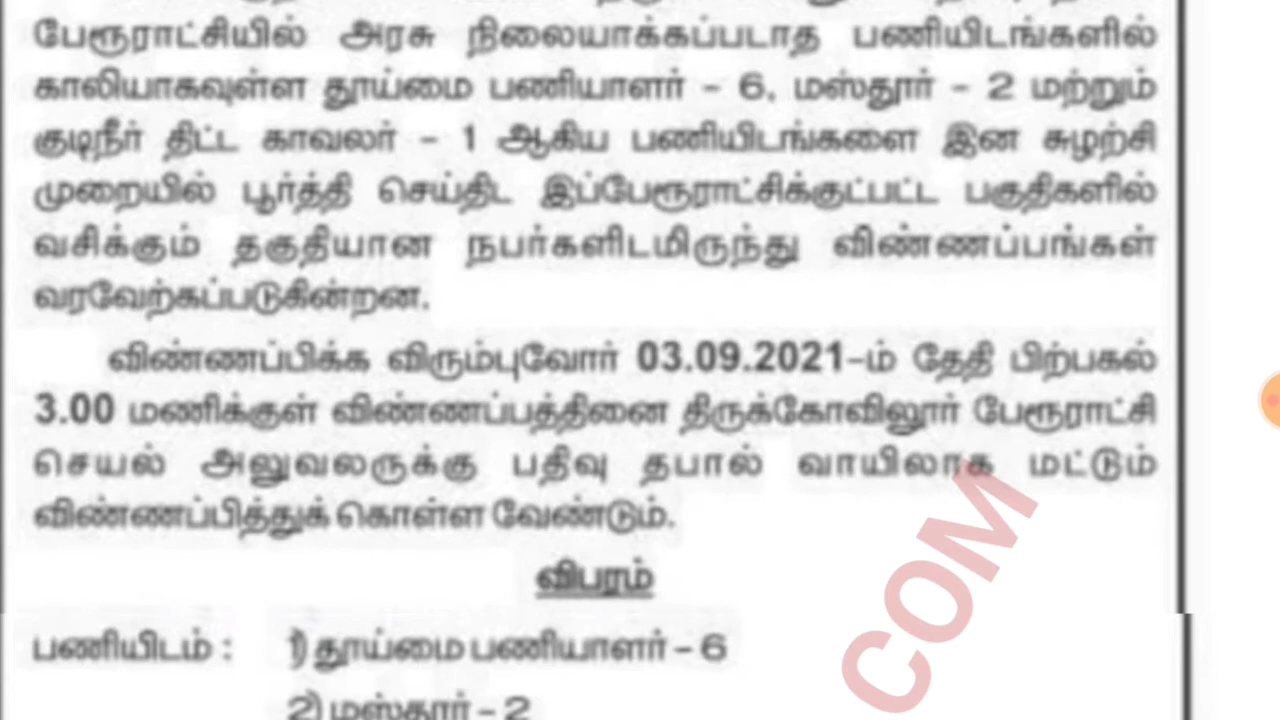 பேரூராட்சியில் அரசு நிலையாக்கப்படாத பணியிடங்களில்
காலியாகவுள்ள தூய்மை பணியாளர் – 6, மஸ்தூர் – 2 மற்றும்
குடிநீர் திட்ட காவலர் – 1 ஆகிய பணியிடங்களை இன சுழற்சி
முறையில் பூர்த்தி செய்திட இப்பேரூராட்சிக்குட்பட்ட பகுதிகளில்
வசிக்கும் தகுதியான நபர்களிடமிருந்து விண்ணப்பங்கள்
வரவேற்கப்படுகின்றன.
விண்ணப்பிக்க விரும்புவோர் 03.09.2021–ம் தேதி பிற்பகல்
3.00 மணிக்குள் விண்ணப்பத்தினை திருக்கோவிலூர் பேரூராட்சி
செயல் அலுவலருக்கு பதிவு தபால் வாயிலாக மட்டும்
விண்ணப்பித்துக் கொள்ள வேண்டும்.
விபரம்
பணியிடம் : 1) தூய்மை பணியாளர் – 6
2) மஸ்தூர் – 2
COM